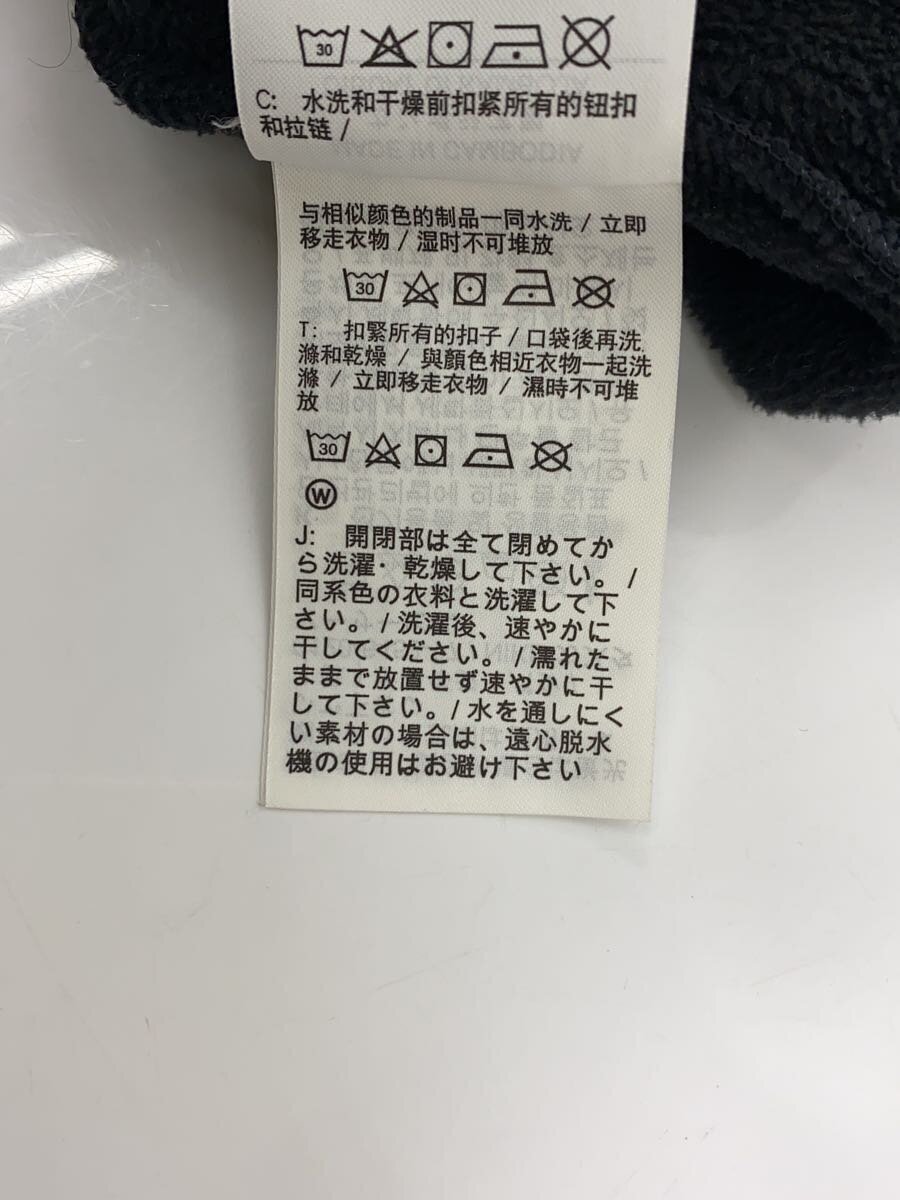 30
C: 水洗和干燥前扣紧所有的钮扣
和拉链 /
MADE IN CAMBODIA
与相似颜色的制品一同水洗 / 立即
移走衣物 / 湿时不可堆放
30
T: 扣緊所有的扣子 / 口袋後再洗
滌和乾燥 / 與顏色相近衣物一起洗
滌 / 立即移走衣物 / 濕時不可堆
放
30
W
J: 開閉部は全て閉めてか
ら洗濯・乾燥して下さい。/
同系色の衣料と洗濯して下
さい。/ 洗濯後、速やかに
干してください。/ 濡れた
ままで放置せず速やかに干
して下さい。/ 水を通しにく
い素材の場合は、遠心脱水
機の使用はお避け下さい